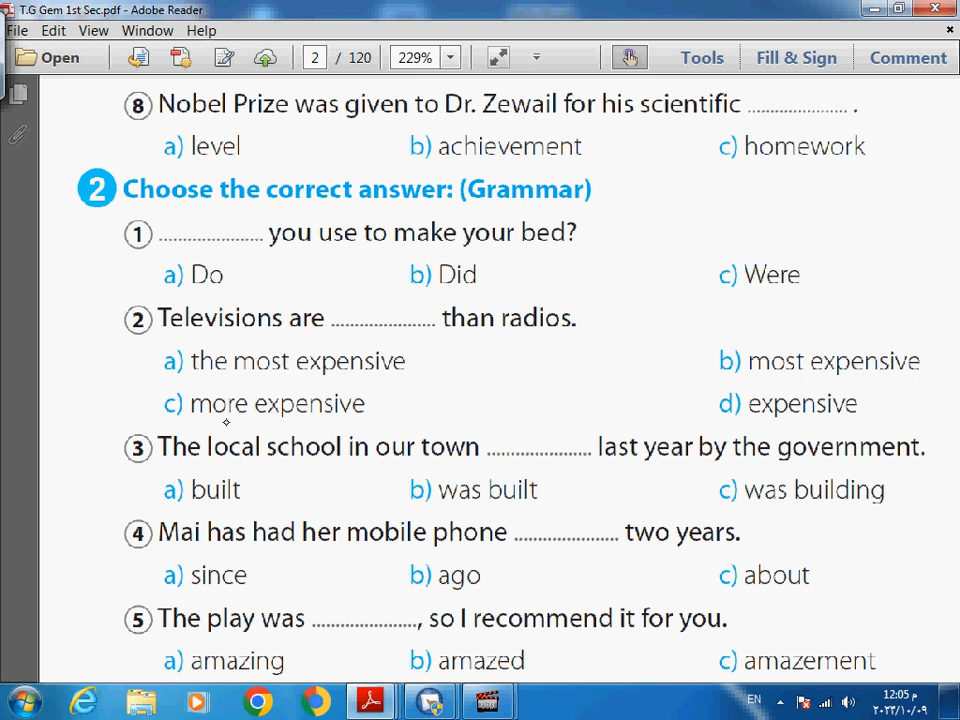 T.G Gem 1st Sec.pdf - Adobe Reader
File Edit View Window Help
Open 2 / 120 229% Tools Fill & Sign Comment
8 Nobel Prize was given to Dr. Zewail for his scientific .................... .
a) level b) achievement c) homework
2 Choose the correct answer: (Grammar)
1 ..................... you use to make your bed?
a) Do b) Did c) Were
2 Televisions are ..................... than radios.
a) the most expensive b) most expensive
c) more expensive d) expensive
3 The local school in our town ..................... last year by the government.
a) built b) was built c) was building
4 Mai has had her mobile phone ..................... two years.
a) since b) ago c) about
5 The play was ....................., so I recommend it for you.
a) amazing b) amazed c) amazement
EN 12:05 م
٢٠٢٣/١٠/٠٩